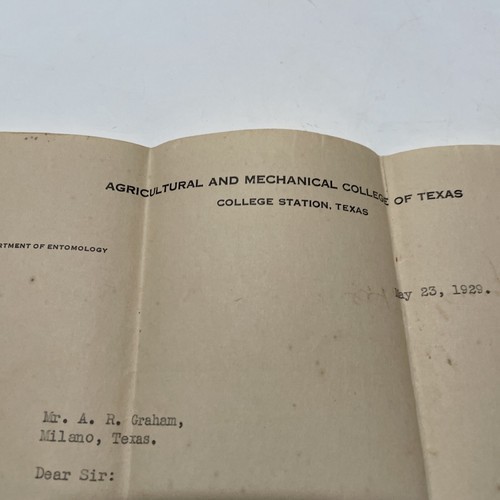 AGRICULTURAL AND MECHANICAL COLLEGE OF TEXAS
COLLEGE STATION, TEXAS
RTMENT OF ENTOMOLOGY
May 23, 1929.
Mr. A. R. Graham,
Milano, Texas.
Dear Sir: